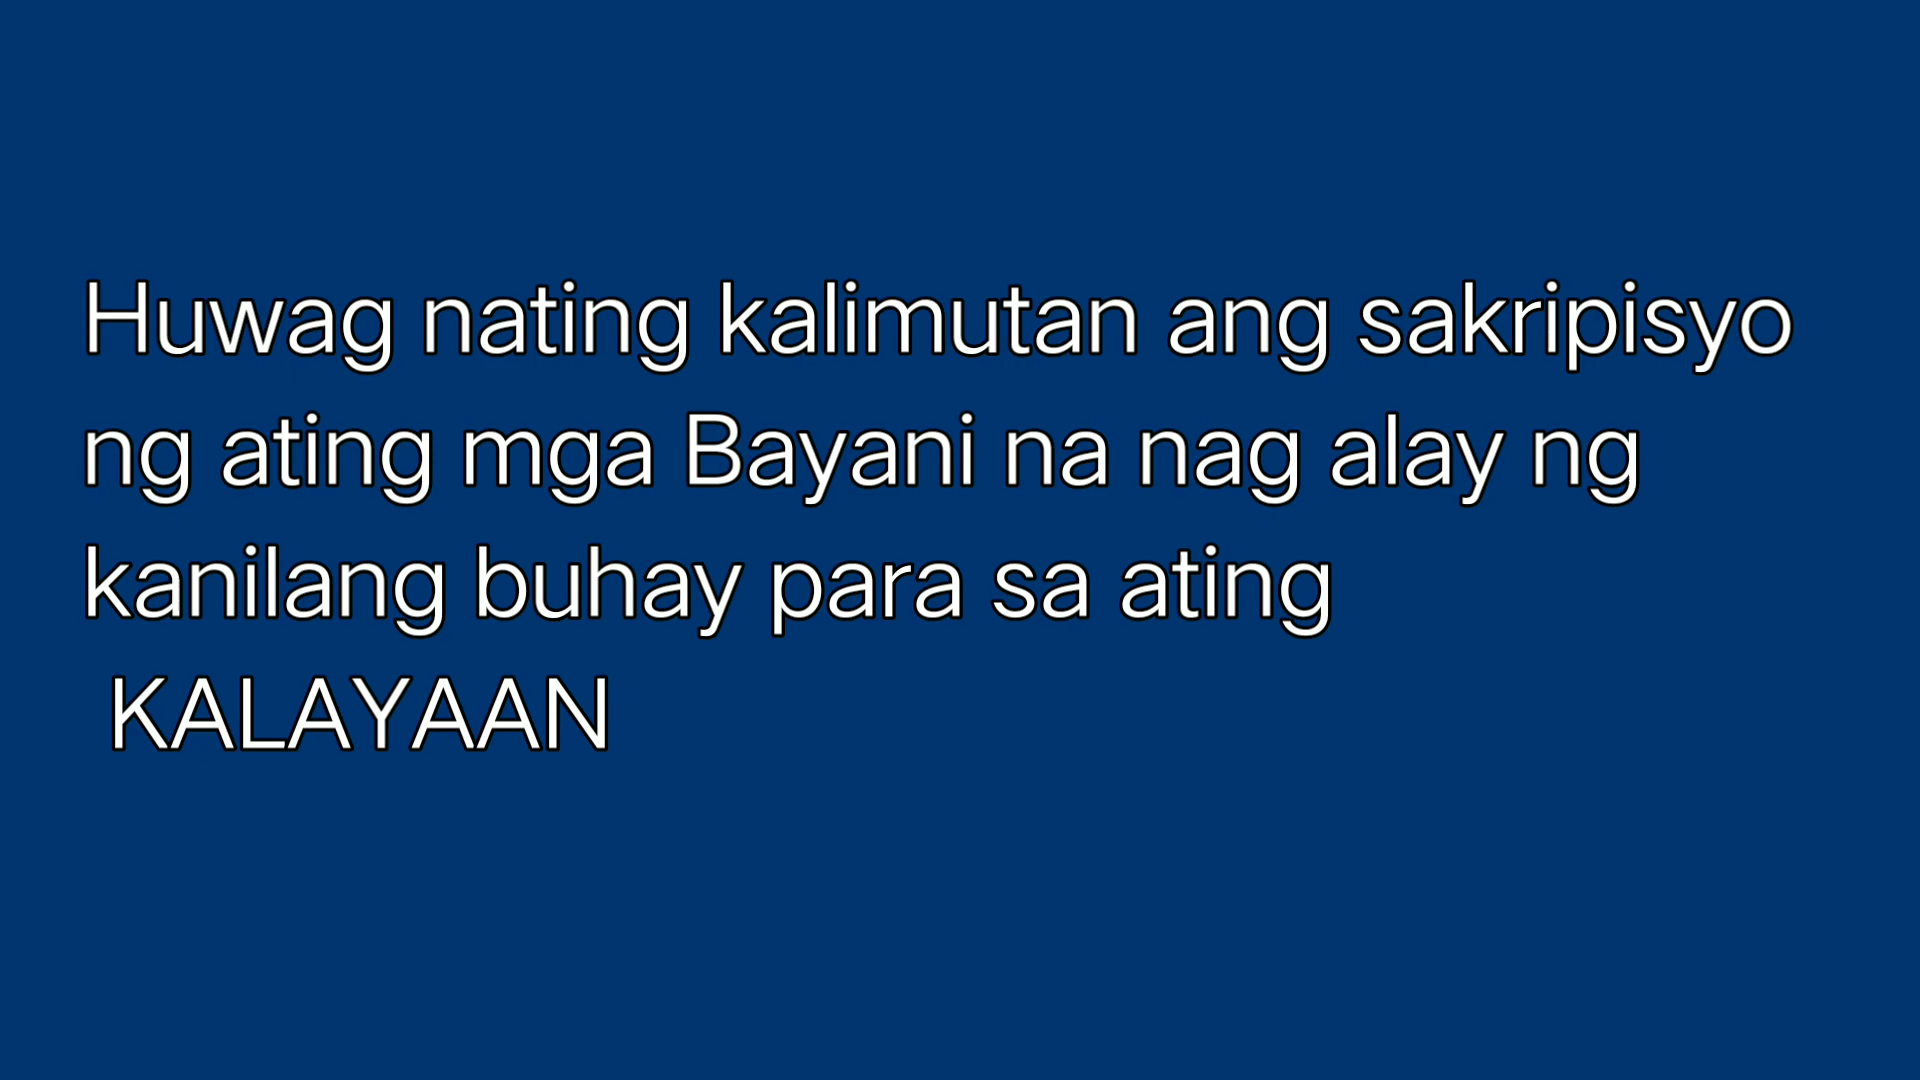 Huwag nating kalimutan ang sakripisyo
ng ating mga Bayani na nag alay ng
kanilang buhay para sa ating
KALAYAAN